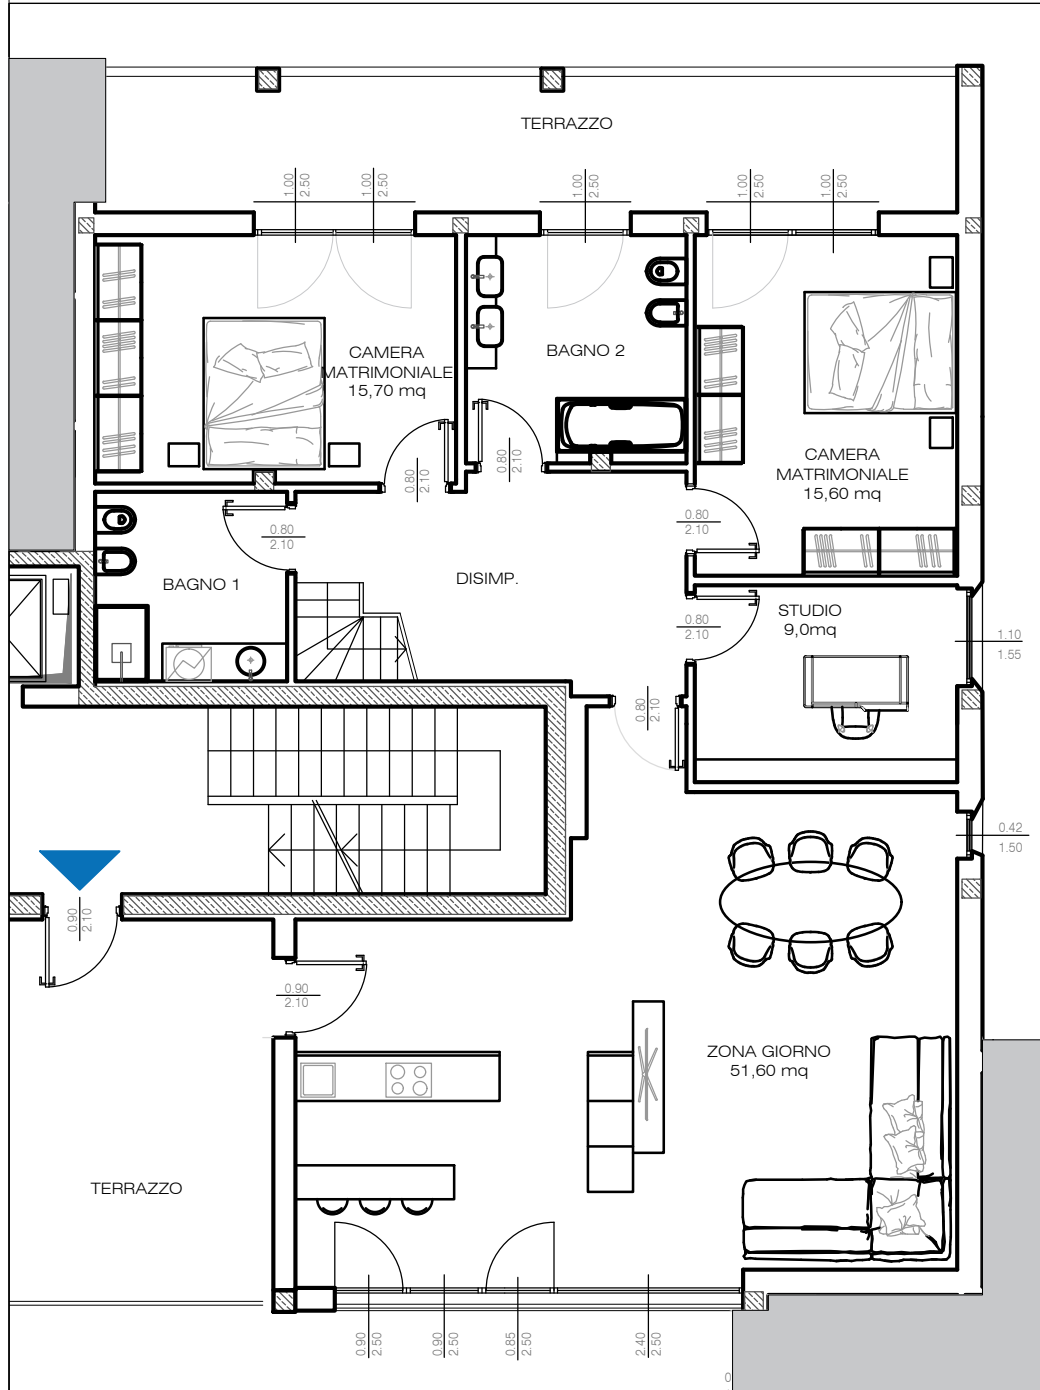 TERRAZZO
1.00
2.50
1.00
2.50
1.00
2.50
1.00
2.50
1.00
2.50
CAMERA
MATRIMONIALE
15,70 mq
BAGNO 2
CAMERA
MATRIMONIALE
15,60 mq
0.80
2.10
0.80
2.10
0.80
2.10
0.80
2.10
BAGNO 1
DISIMP.
STUDIO
9,0mq
0.80
2.10
1.10
1.55
0.80
2.10
0.42
1.50
0.90
2.10
0.90
2.10
ZONA GIORNO
51,60 mq
TERRAZZO
0.90
2.50
0.90
2.50
0.85
2.50
2.40
2.50
0